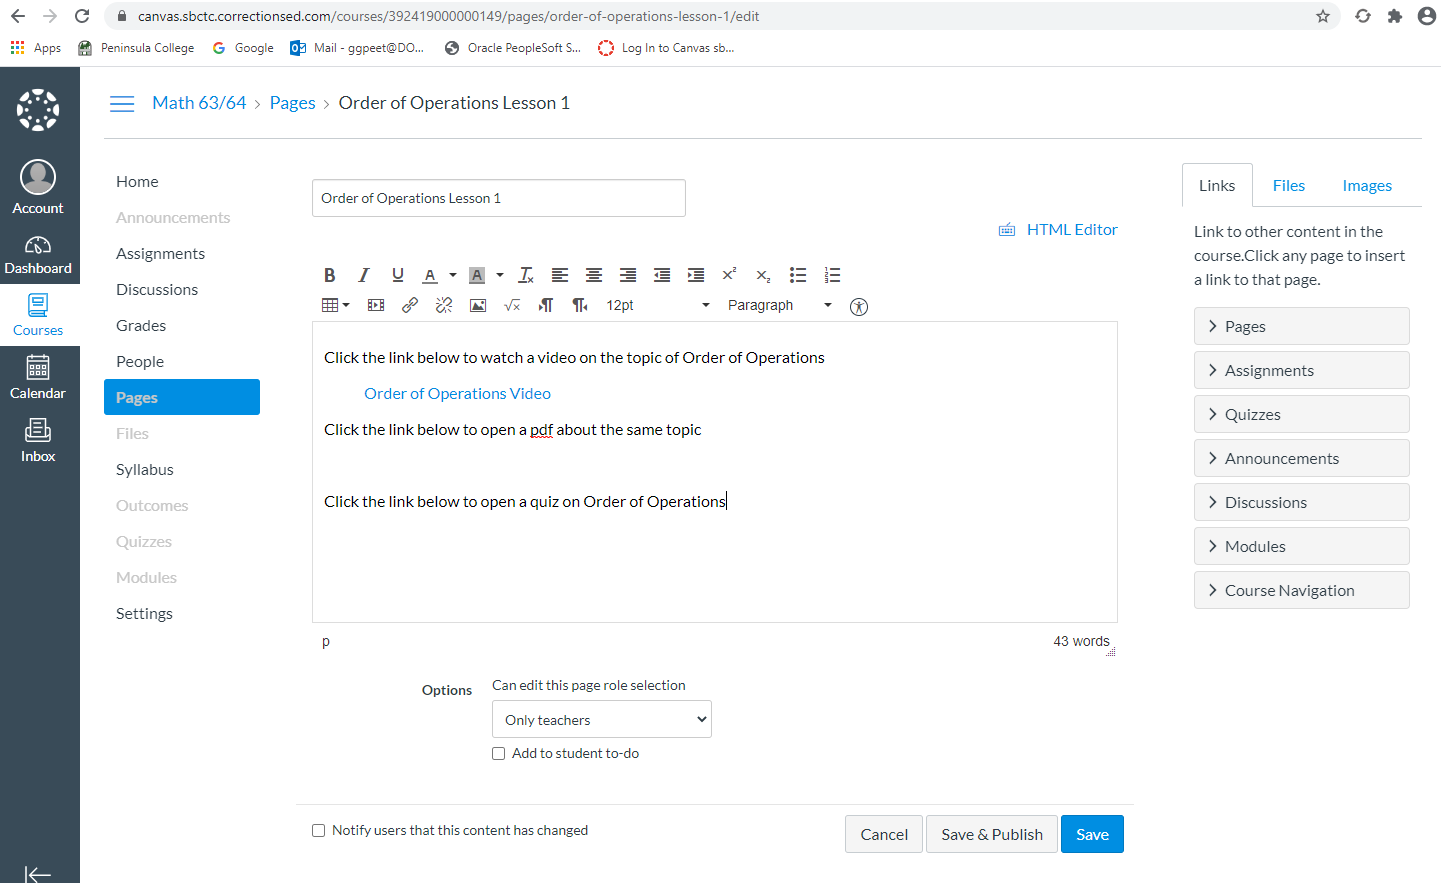 canvas.sbctc.correctionsed.com/courses/392419000000149/pages/order-of-operations-lesson-1/edit
Apps Peninsula College Google Mail - ggpeet@DO... Oracle PeopleSoft S... Log In to Canvas sb...
Math 63/64 > Pages > Order of Operations Lesson 1
Account
Dashboard
Courses
Calendar
Inbox
Home
Announcements
Assignments
Discussions
Grades
People
Pages
Files
Syllabus
Outcomes
Quizzes
Modules
Settings
Order of Operations Lesson 1
HTML Editor
B I U A A Tx x² x₂
√x 12pt Paragraph
Click the link below to watch a video on the topic of Order of Operations
Order of Operations Video
Click the link below to open a pdf about the same topic
Click the link below to open a quiz on Order of Operations
p 43 words
Options Can edit this page role selection
Only teachers
Add to student to-do
Notify users that this content has changed
Cancel Save & Publish Save
Links Files Images
Link to other content in the
course.Click any page to insert
a link to that page.
Pages
Assignments
Quizzes
Announcements
Discussions
Modules
Course Navigation